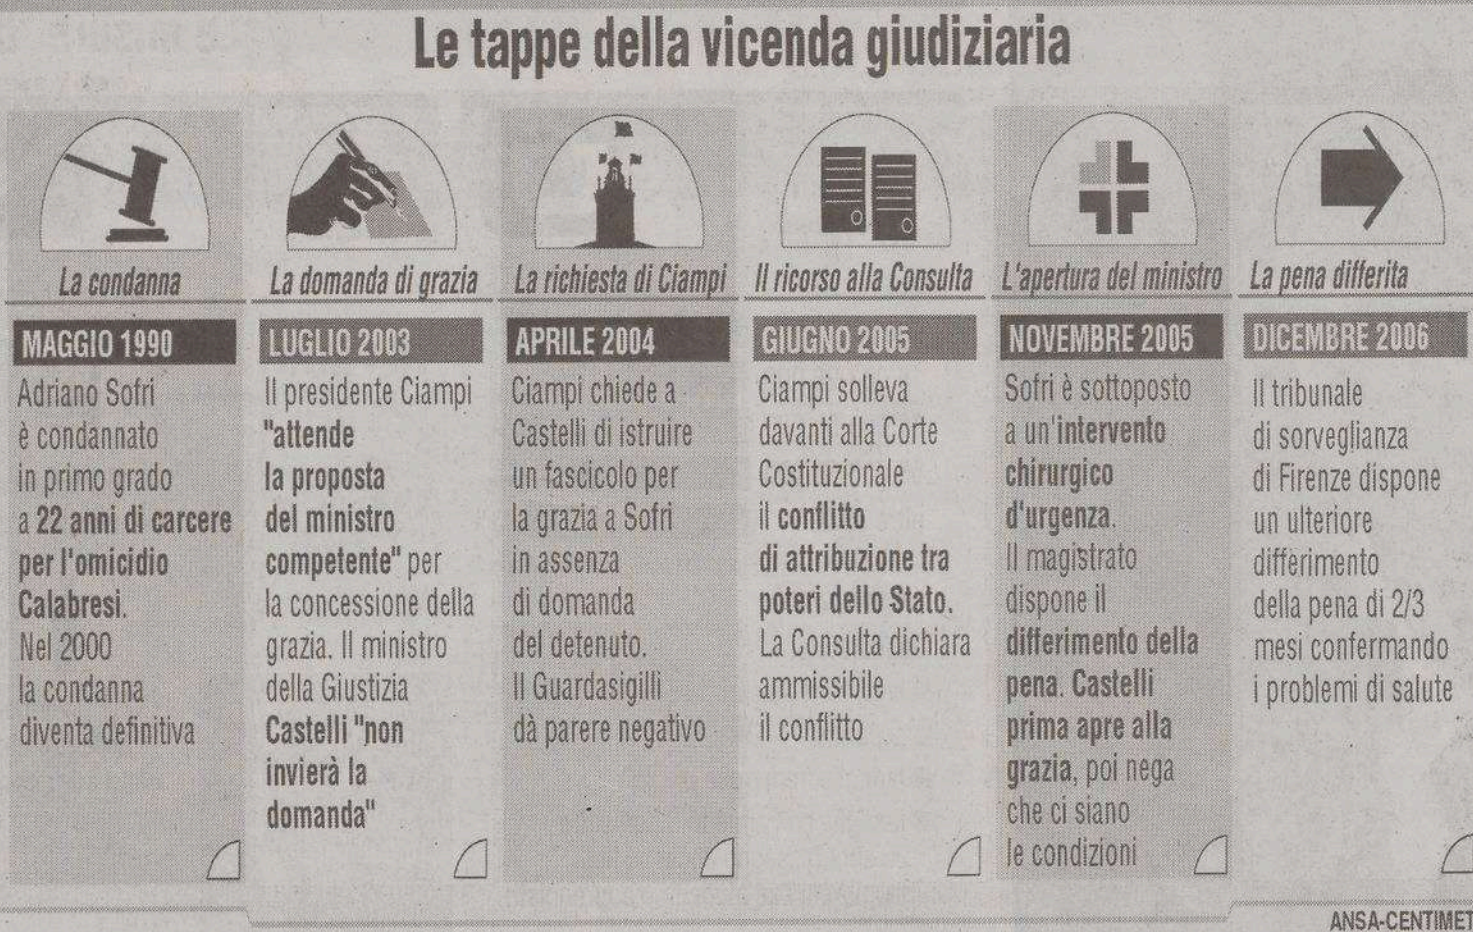 Le tappe della vicenda giudiziaria
La condanna
MAGGIO 1990
Adriano Sofri
è condannato
in primo grado
a 22 anni di carcere
per l'omicidio
Calabresi.
Nel 2000
la condanna
diventa definitiva
La domanda di grazia
LUGLIO 2003
Il presidente Ciampi
"attende
la proposta
del ministro
competente" per
la concessione della
grazia. Il ministro
della Giustizia
Castelli "non
invierà la
domanda"
La richiesta di Ciampi
APRILE 2004
Ciampi chiede a
Castelli di istruire
un fascicolo per
la grazia a Sofri
in assenza
di domanda
del detenuto.
Il Guardasigilli
dà parere negativo
Il ricorso alla Consulta
GIUGNO 2005
Ciampi solleva
davanti alla Corte
Costituzionale
il conflitto
di attribuzione tra
poteri dello Stato.
La Consulta dichiara
ammissibile
il conflitto
L'apertura del ministro
NOVEMBRE 2005
Sofri è sottoposto
a un'intervento
chirurgico
d'urgenza.
Il magistrato
dispone il
differimento della
pena. Castelli
prima apre alla
grazia, poi nega
che ci siano
le condizioni
La pena differita
DICEMBRE 2006
Il tribunale
di sorveglianza
di Firenze dispone
un ulteriore
differimento
della pena di 2/3
mesi confermando
i problemi di salute
ANSA-CENTIMET